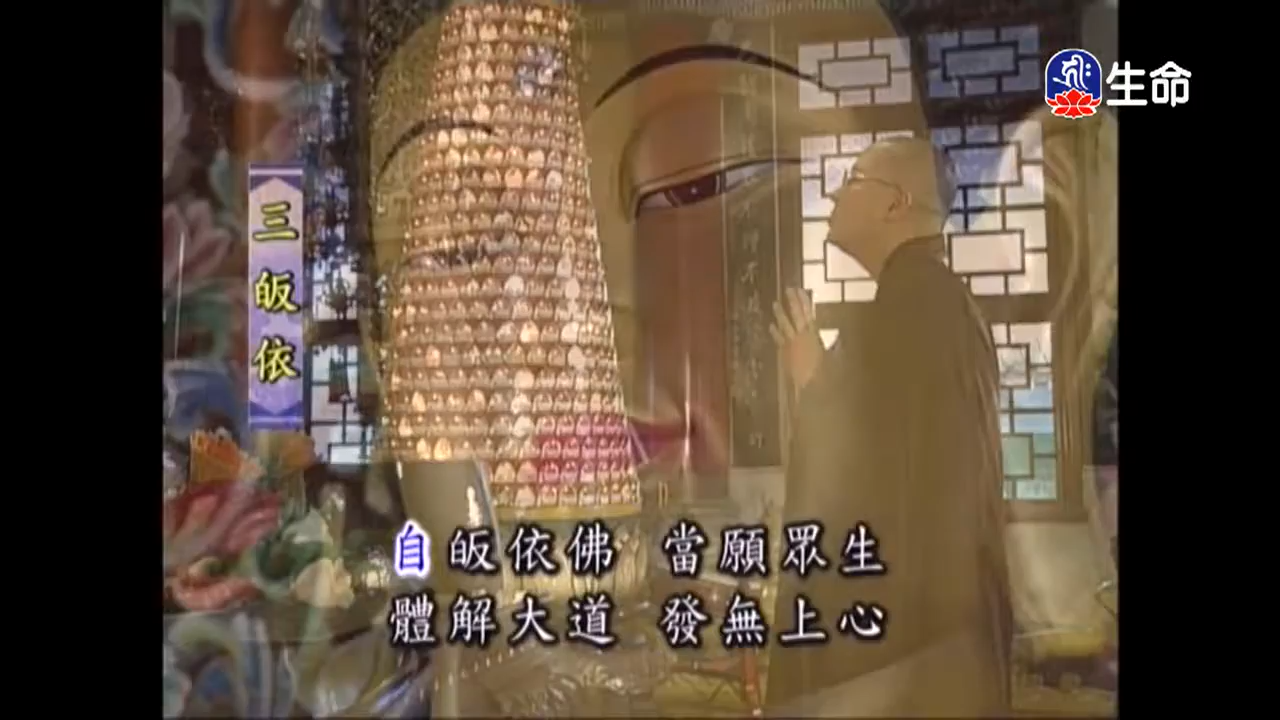 生命
三皈依
自皈依佛 當願眾生
體解大道 發無上心